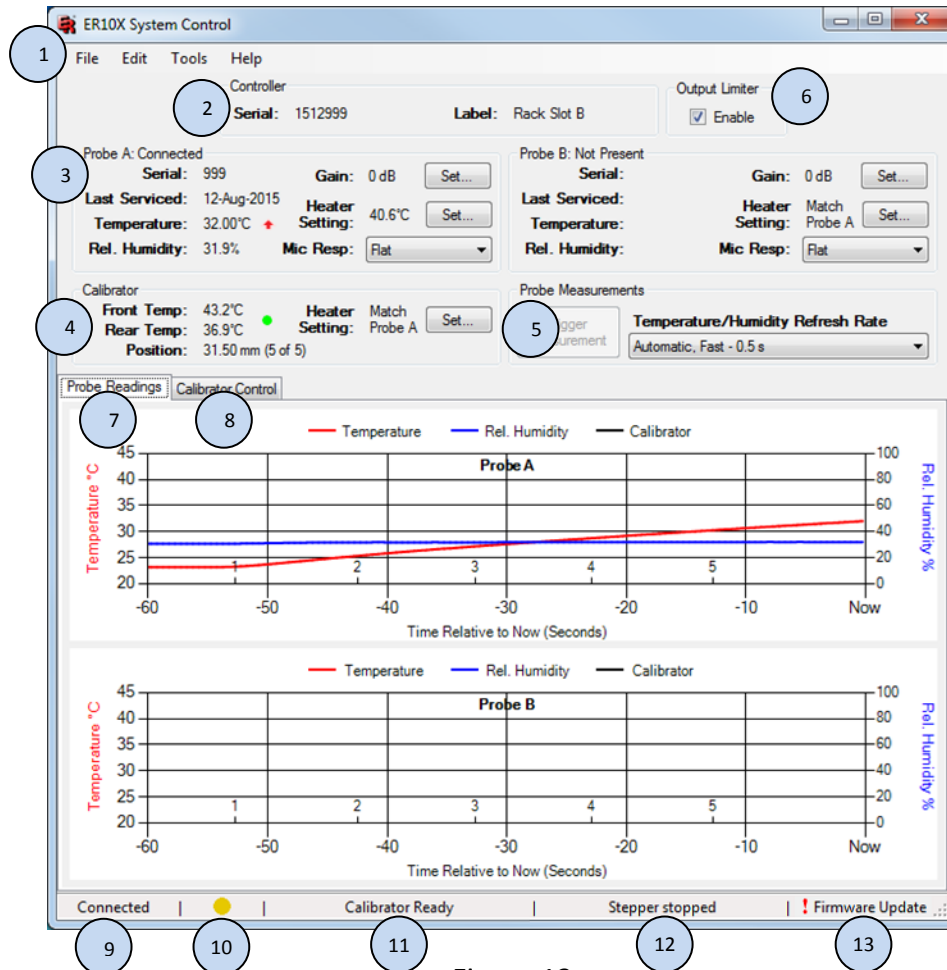 ER10X System Control
1
File Edit Tools Help
Controller
2
Serial: 1512999 Label: Rack Slot B
Output Limiter
6
Enable
Probe A: Connected
3
Serial: 999 Gain: 0 dB Set...
Last Serviced: 12-Aug-2015 Heater Setting: 40.6°C Set...
Temperature: 32.00°C
Rel. Humidity: 31.9% Mic Resp: Flat
Probe B: Not Present
Serial: Gain: 0 dB Set...
Last Serviced: Heater Setting: Match Probe A Set...
Temperature:
Rel. Humidity: Mic Resp: Flat
Calibrator
4
Front Temp: 43.2°C Heater Setting: Match Probe A Set...
Rear Temp: 36.9°C
Position: 31.50 mm (5 of 5)
Probe Measurements
5
Temperature/Humidity Refresh Rate
Automatic, Fast - 0.5 s
Probe Readings Calibrator Control
7 8
Temperature Rel. Humidity Calibrator
Probe A
Temperature °C
45
40
35
30
25
20
100
80
60
40
20
0
Rel. Humidity %
1 2 3 4 5
-60 -50 -40 -30 -20 -10 Now
Time Relative to Now (Seconds)
Temperature Rel. Humidity Calibrator
Probe B
Temperature °C
45
40
35
30
25
20
100
80
60
40
20
0
Rel. Humidity %
1 2 3 4 5
-60 -50 -40 -30 -20 -10 Now
Time Relative to Now (Seconds)
Connected | | Calibrator Ready | Stepper stopped | ! Firmware Update
9 10 11 12 13